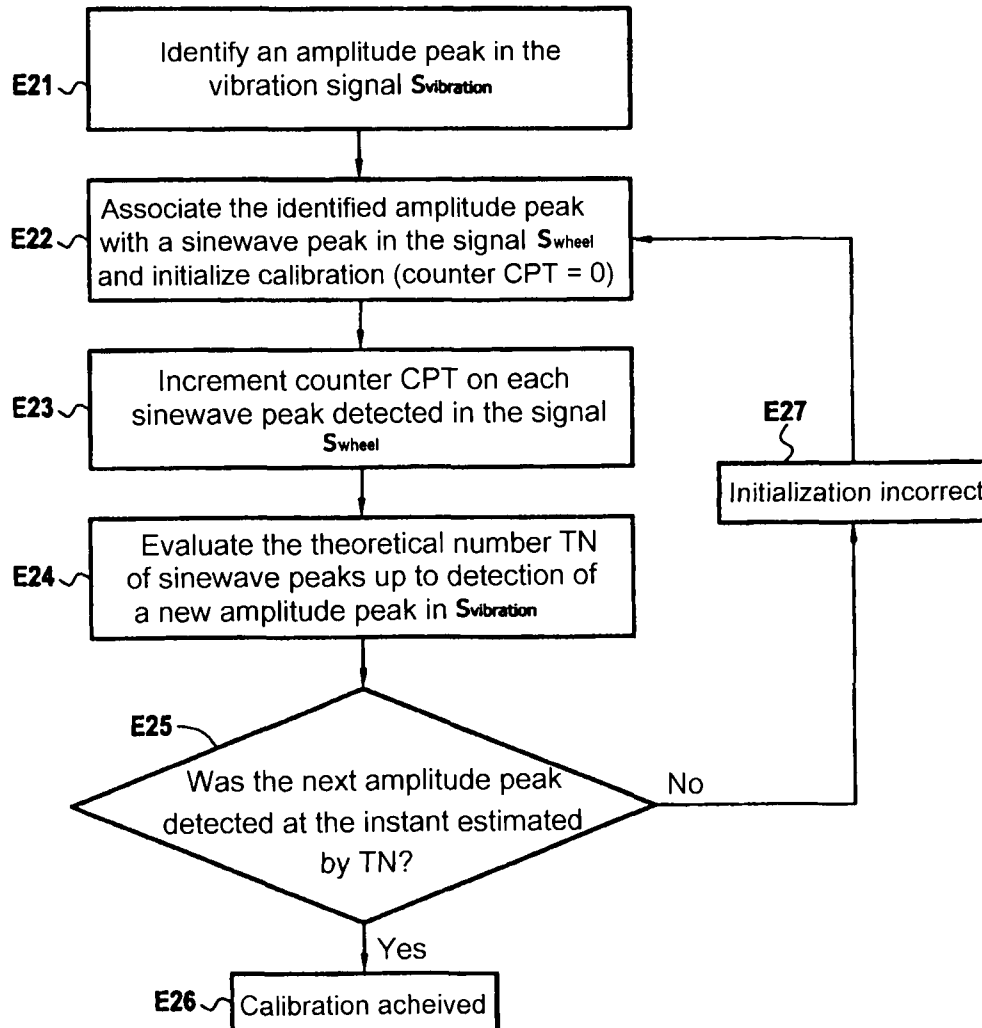 E21
Identify an amplitude peak in the
vibration signal Svibration
E22
Associate the identified amplitude peak
with a sinewave peak in the signal Swheel
and initialize calibration (counter CPT = 0)
E23
Increment counter CPT on each
sinewave peak detected in the signal
Swheel
E27
Initialization incorrect
E24
Evaluate the theoretical number TN
of sinewave peaks up to detection of
a new amplitude peak in Svibration
E25
Was the next amplitude peak
detected at the instant estimated
by TN?
No
Yes
E26
Calibration acheived